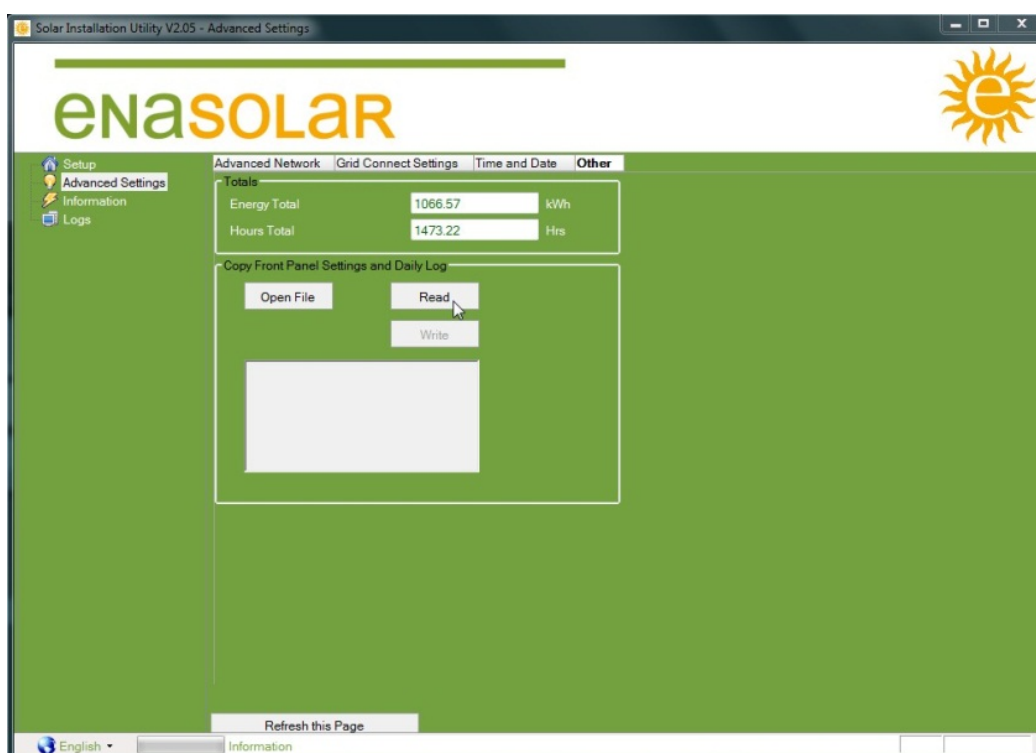 Solar Installation Utility V2.05 - Advanced Settings
enasolar
Setup
Advanced Settings
Information
Logs
Advanced Network Grid Connect Settings Time and Date Other
Totals
Energy Total 1066.57 kWh
Hours Total 1473.22 Hrs
Copy Front Panel Settings and Daily Log
Open File Read
Write
Refresh this Page
English Information